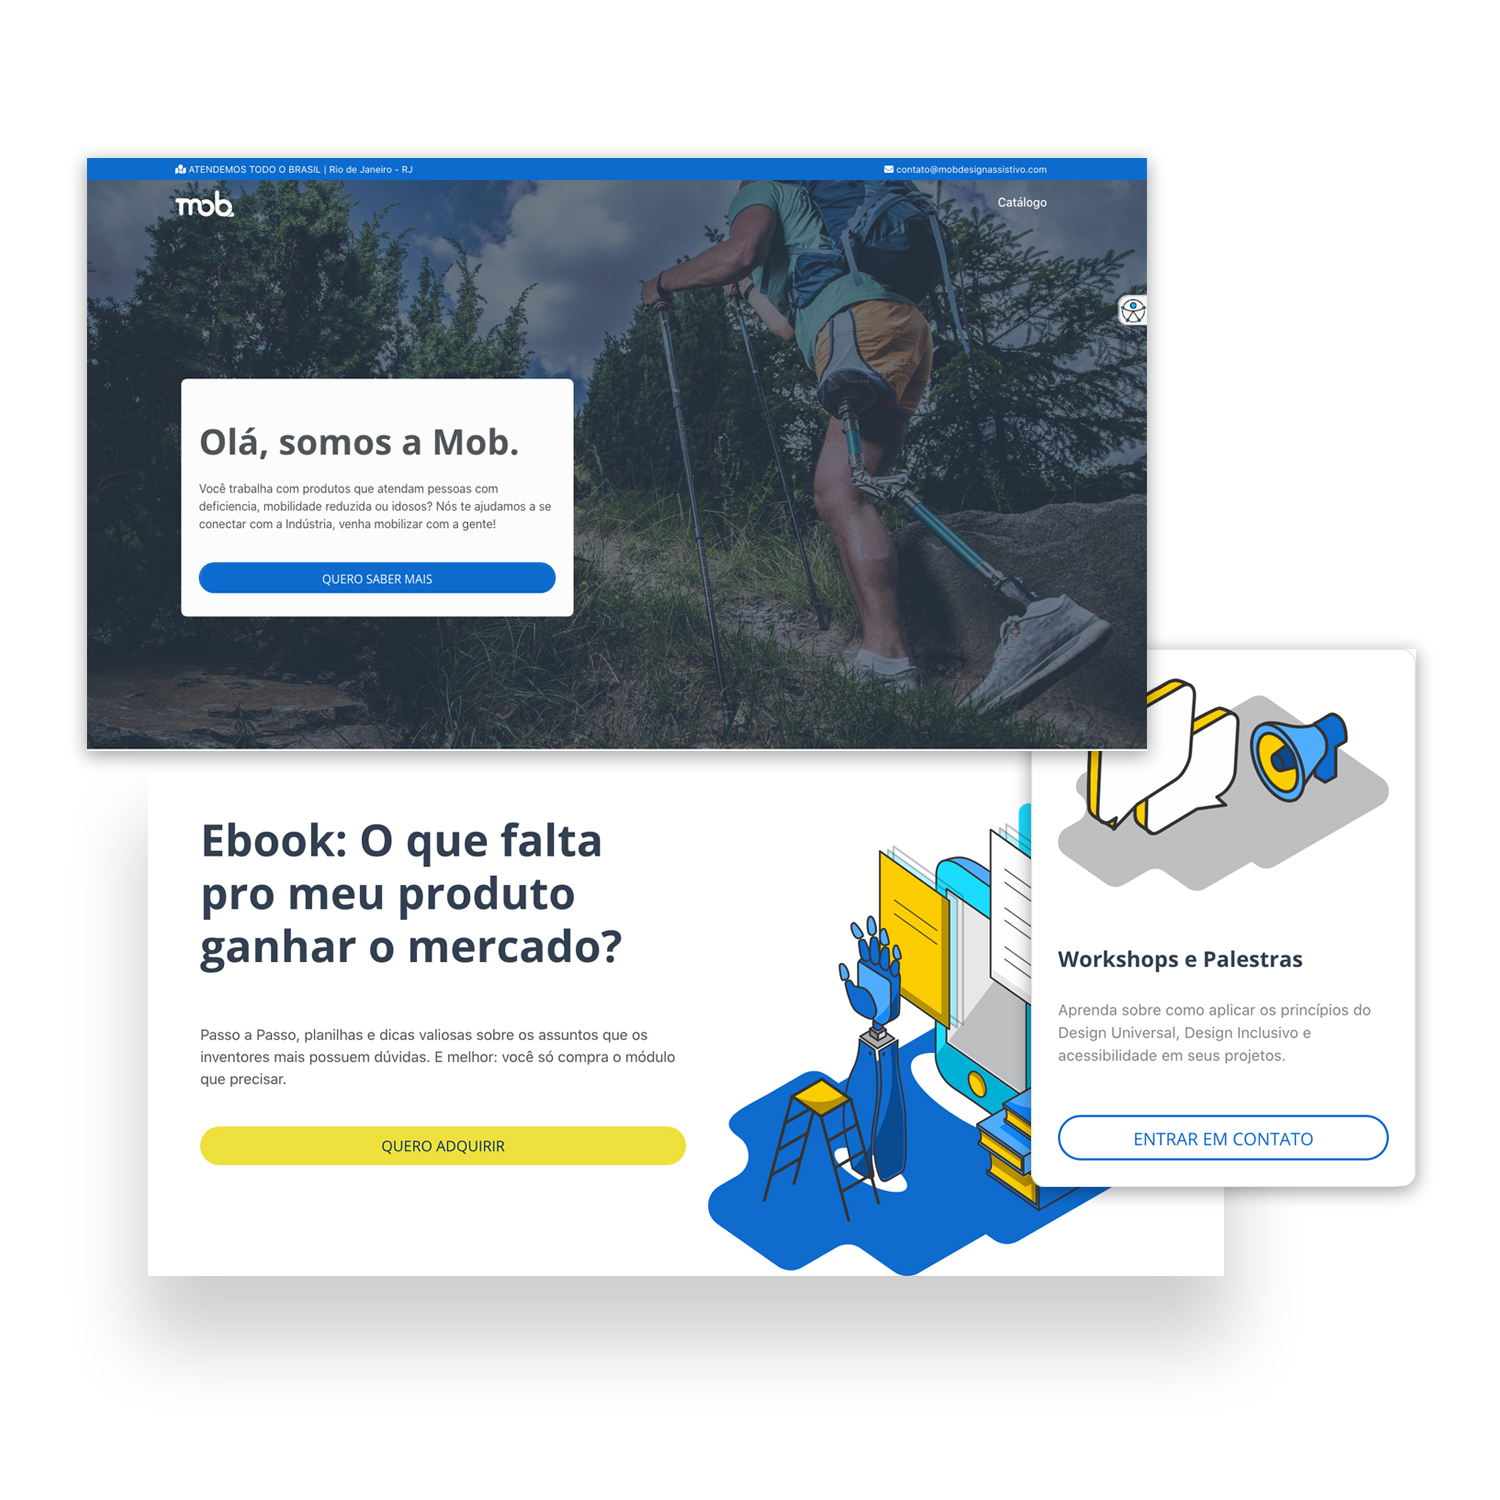 ATENDEMOS TODO O BRASIL | Rio de Janeiro - RJ
contato@mobdesignassistivo.com
mob.
Catálogo
Olá, somos a Mob.
Você trabalha com produtos que atendam pessoas com
deficiencia, mobilidade reduzida ou idosos? Nós te ajudamos a se
conectar com a Indústria, venha mobilizar com a gente!
QUERO SABER MAIS
Ebook: O que falta
pro meu produto
ganhar o mercado?
Passo a Passo, planilhas e dicas valiosas sobre os assuntos que os
inventores mais possuem dúvidas. E melhor: você só compra o módulo
que precisar.
QUERO ADQUIRIR
Workshops e Palestras
Aprenda sobre como aplicar os princípios do
Design Universal, Design Inclusivo e
acessibilidade em seus projetos.
ENTRAR EM CONTATO